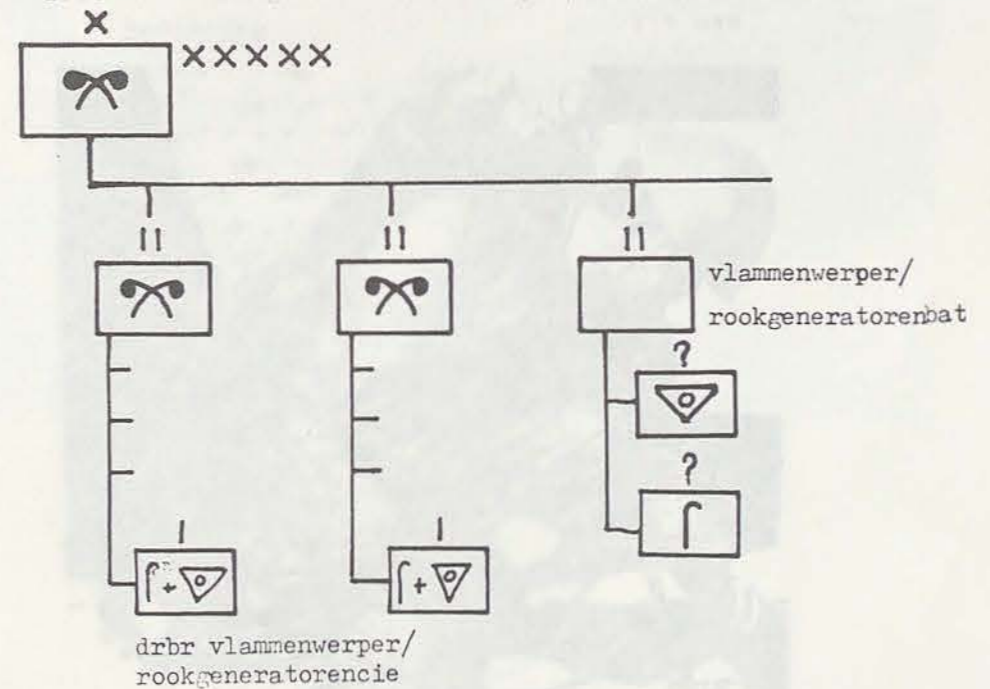 X
XXXXX
II
II
II
vlammenwerper/
rookgeneratorenbat
?
?
I
I
+
+
drbr vlammenwerper/
rookgeneratorencie